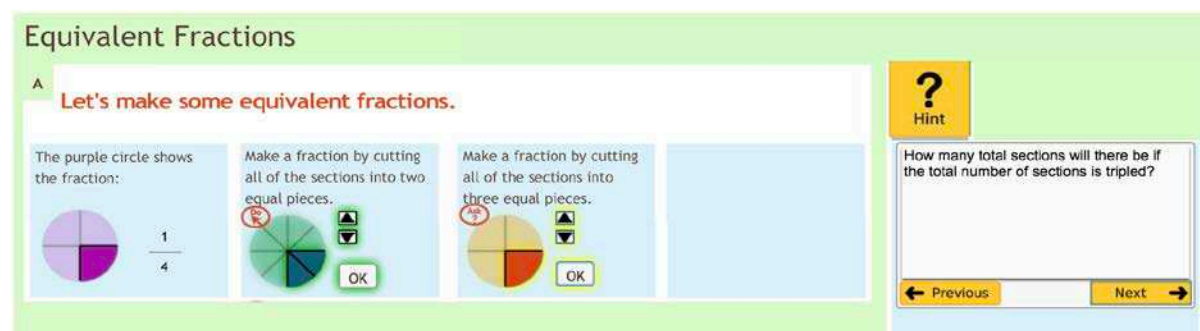 Equivalent Fractions
A
Let's make some equivalent fractions.
The purple circle shows
the fraction:
1
4
Make a fraction by cutting
all of the sections into two
equal pieces.
Do
OK
Make a fraction by cutting
all of the sections into
three equal pieces.
Ask
?
OK
?
Hint
How many total sections will there be if
the total number of sections is tripled?
Previous
Next